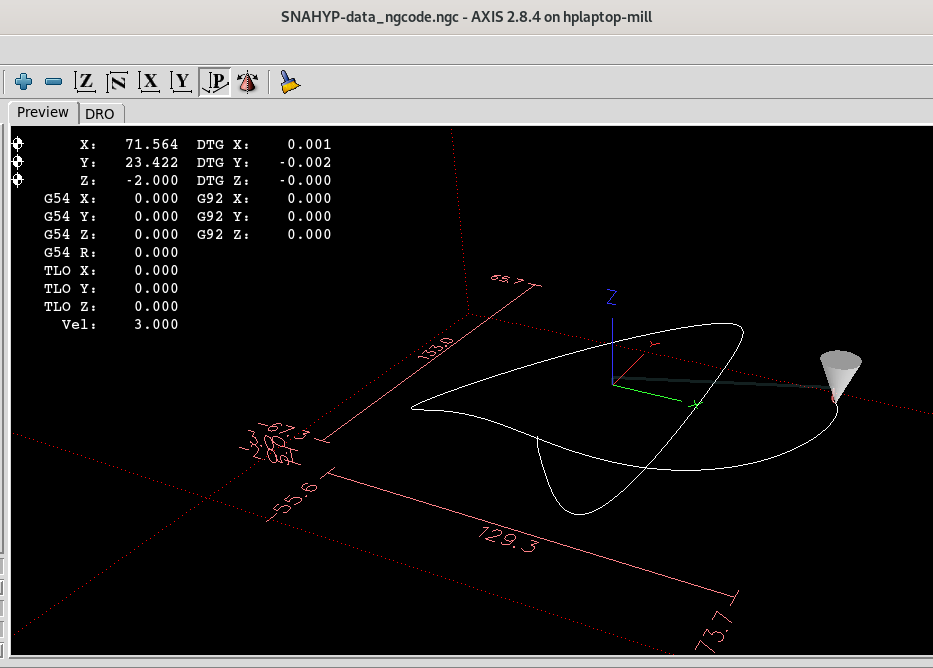 SNAHYP-data_ngcode.ngc - AXIS 2.8.4 on hplaptop-mill
Z N X Y P
Preview DRO
X: 71.564 DTG X: 0.001
Y: 23.422 DTG Y: -0.002
Z: -2.000 DTG Z: -0.000
G54 X: 0.000 G92 X: 0.000
G54 Y: 0.000 G92 Y: 0.000
G54 Z: 0.000 G92 Z: 0.000
G54 R: 0.000
TLO X: 0.000
TLO Y: 0.000
TLO Z: 0.000
Vel: 3.000
65.7
Z
133.0
Y
X
-67.3
-55.6
129.3
73.7